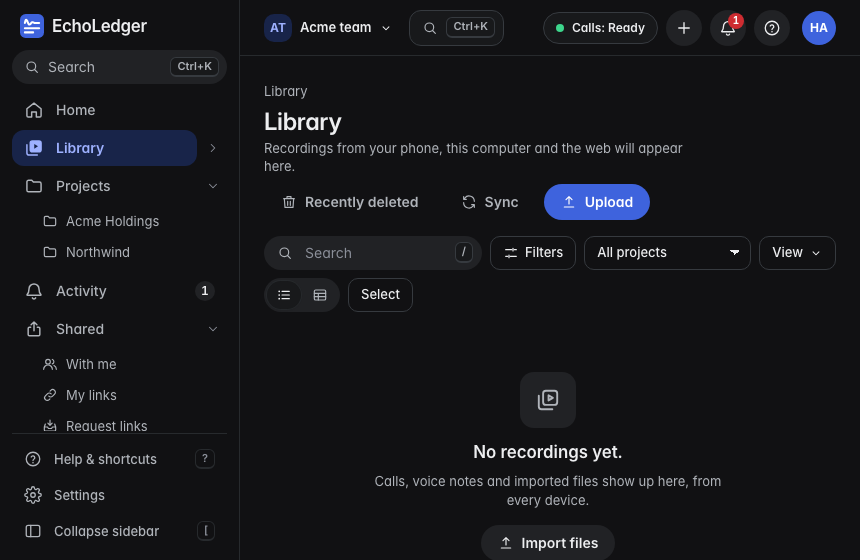 EchoLedger
Search Ctrl+K
Home
Library
Projects
Acme Holdings
Northwind
Activity 1
Shared
With me
My links
Request links
Help & shortcuts ?
Settings
Collapse sidebar [
AT Acme team Ctrl+K Calls: Ready 1 HA
Library
Library
Recordings from your phone, this computer and the web will appear
here.
Recently deleted Sync Upload
Search / Filters All projects View
Select
No recordings yet.
Calls, voice notes and imported files show up here, from
every device.
Import files